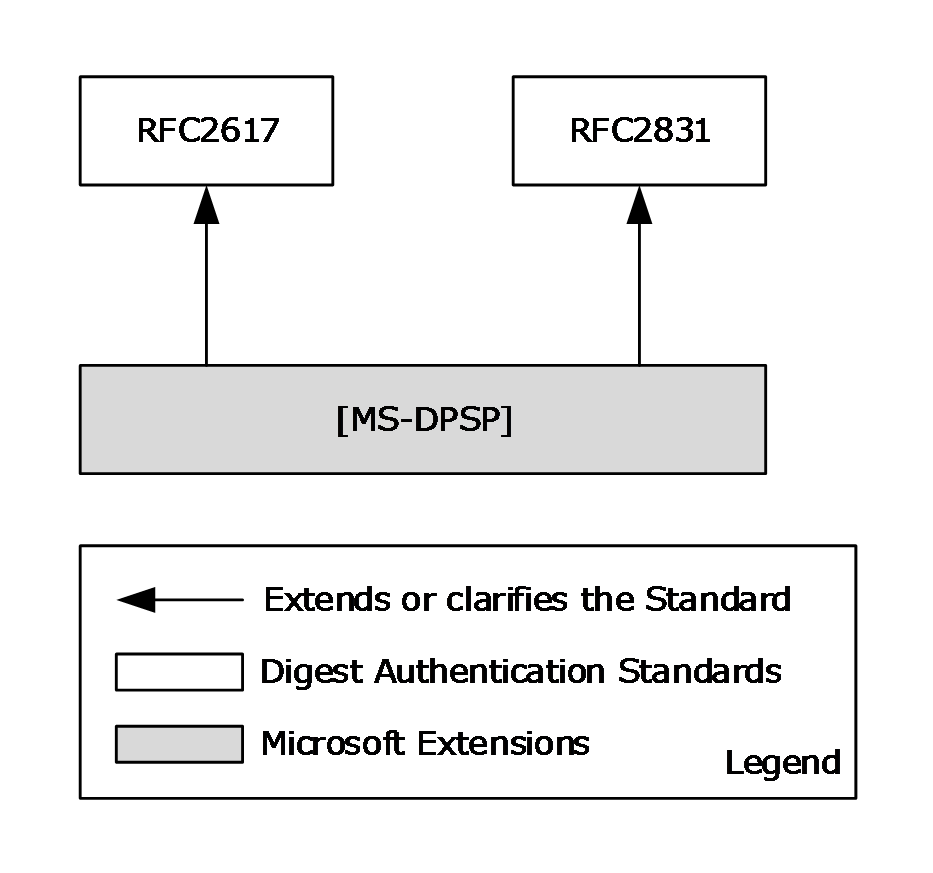 RFC2617
RFC2831
[MS-DPSP]
Extends or clarifies the Standard
Digest Authentication Standards
Microsoft Extensions
Legend